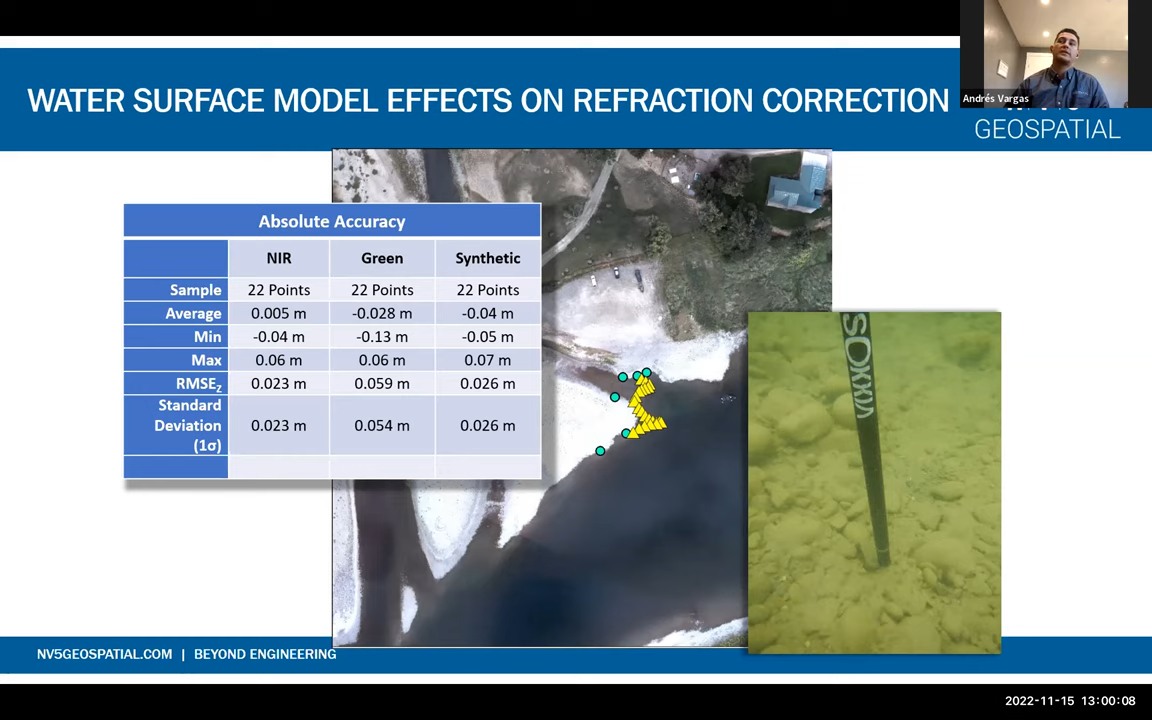 WATER SURFACE MODEL EFFECTS ON REFRACTION CORRECTION
Andrés Vargas
GEOSPATIAL
Absolute Accuracy
NIR Green Synthetic
Sample 22 Points 22 Points 22 Points
Average 0.005 m -0.028 m -0.04 m
Min -0.04 m -0.13 m -0.05 m
Max 0.06 m 0.06 m 0.07 m
RMSEz 0.023 m 0.059 m 0.026 m
Standard
Deviation 0.023 m 0.054 m 0.026 m
(1σ)
SOKKIA
NV5GEOSPATIAL.COM | BEYOND ENGINEERING
2022-11-15 13:00:08